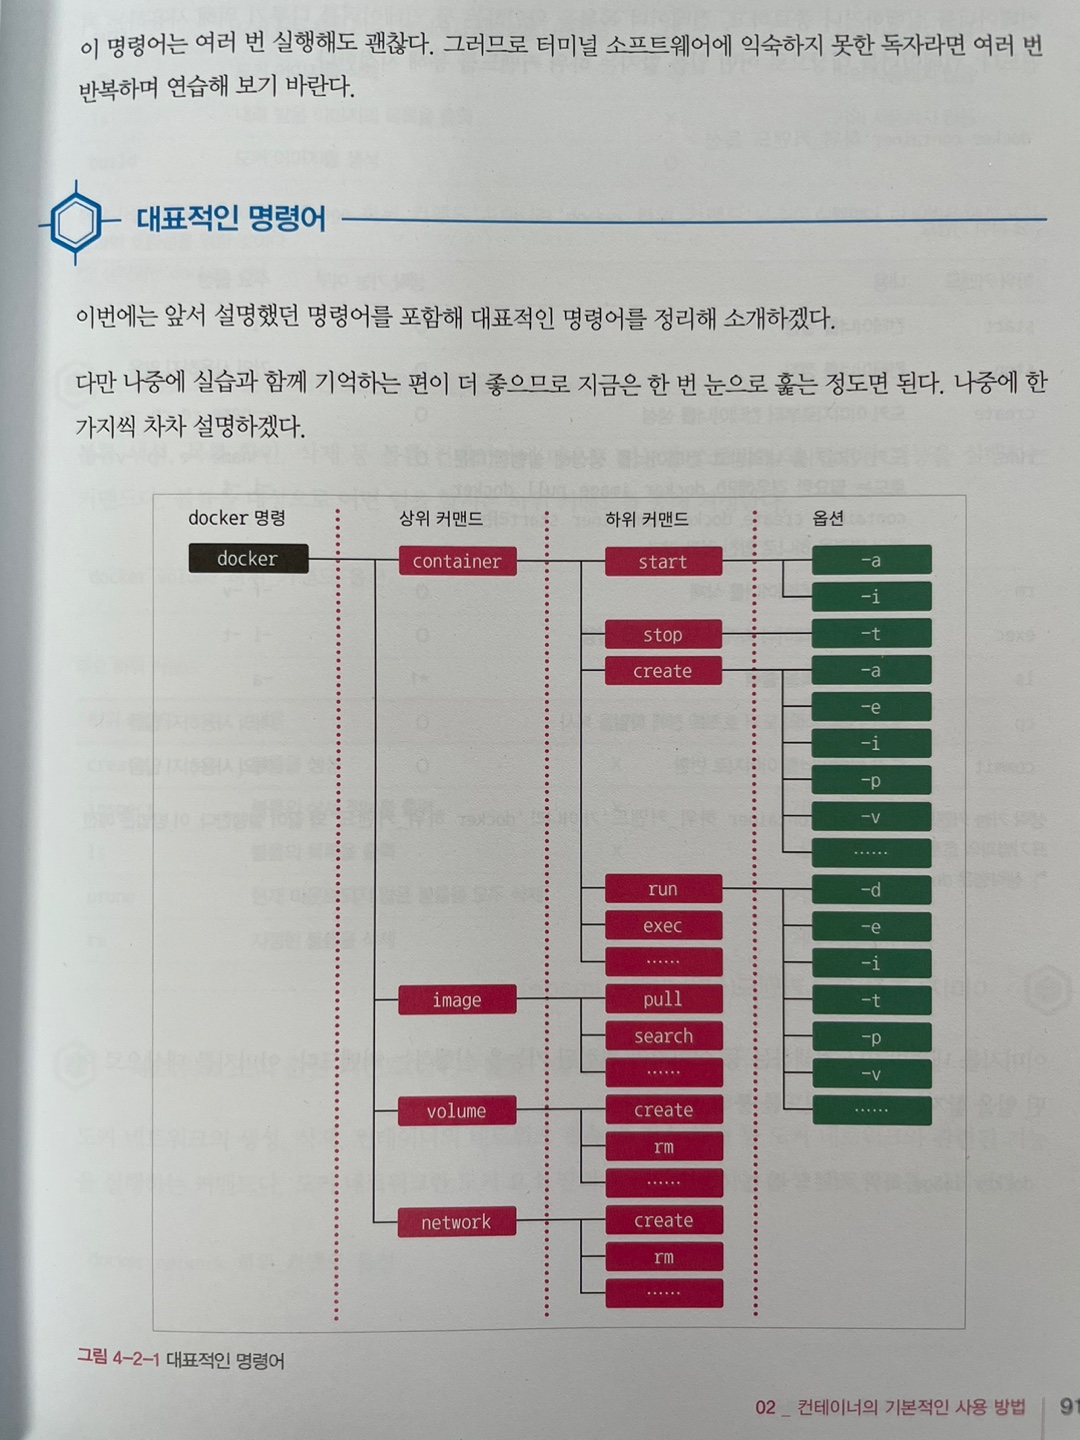 이 명령어는 여러 번 실행해도 괜찮다. 그러므로 터미널 소프트웨어에 익숙하지 못한 독자라면 여러 번
반복하며 연습해 보기 바란다.
대표적인 명령어
이번에는 앞서 설명했던 명령어를 포함해 대표적인 명령어를 정리해 소개하겠다.
다만 나중에 실습과 함께 기억하는 편이 더 좋으므로 지금은 한 번 눈으로 훑는 정도면 된다. 나중에 한
가지씩 차차 설명하겠다.
docker 명령 상위 커맨드 하위 커맨드 옵션
docker container start -a
-i
stop -t
create -a
-e
-i
-p
-v
……
run -d
exec -e
…… -i
image pull -t
search -p
…… -v
volume create ……
rm
……
network create
rm
……
그림 4-2-1 대표적인 명령어
02 _ 컨테이너의 기본적인 사용 방법 91